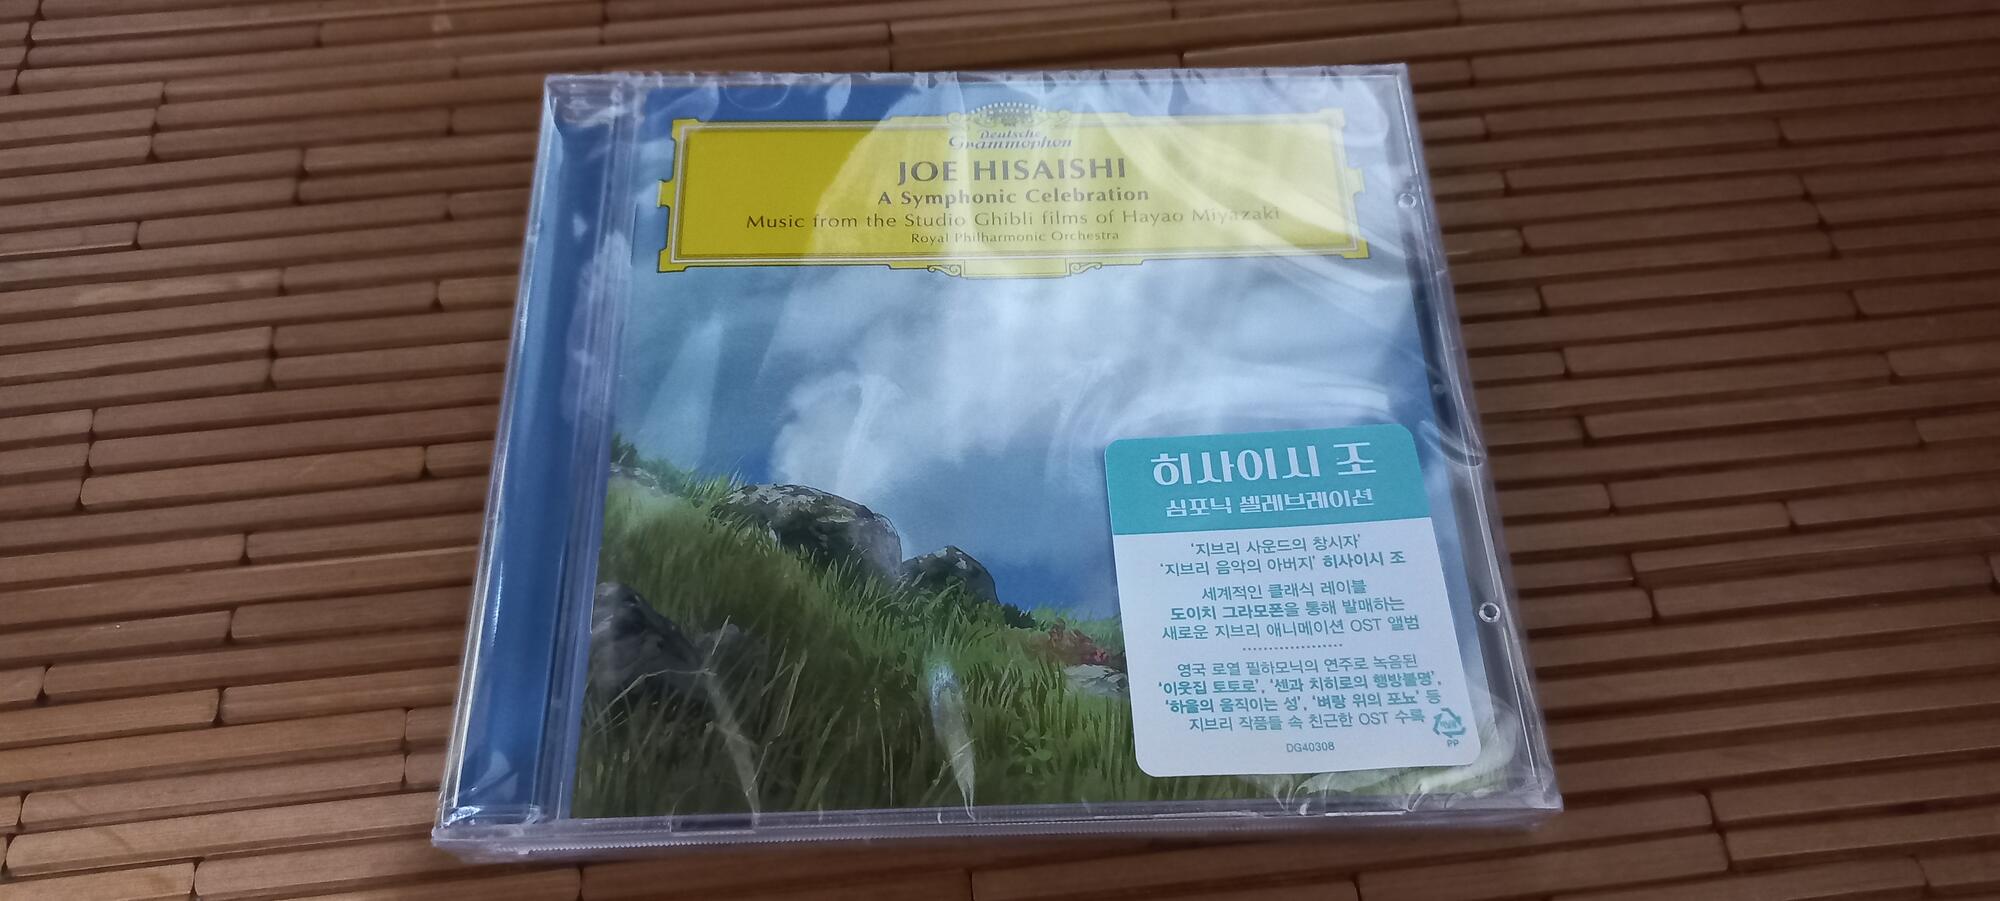 Deutsche
Grammophon
JOE HISAISHI
A Symphonic Celebration
Music from the Studio Ghibli films of Hayao Miyazaki
Royal Philharmonic Orchestra
히사이시 조
심포닉 셀레브레이션
‘지브리 사운드의 창시자’
‘지브리 음악의 아버지’ 히사이시 조
세계적인 클래식 레이블
도이치 그라모폰을 통해 발매하는
새로운 지브리 애니메이션 OST 앨범
영국 로열 필하모닉의 연주로 녹음된
‘이웃집 토토로’, ‘센과 치히로의 행방불명’,
‘하울의 움직이는 성’, ‘벼랑 위의 포뇨’ 등
지브리 작품들 속 친근한 OST 수록
PP
DG40308